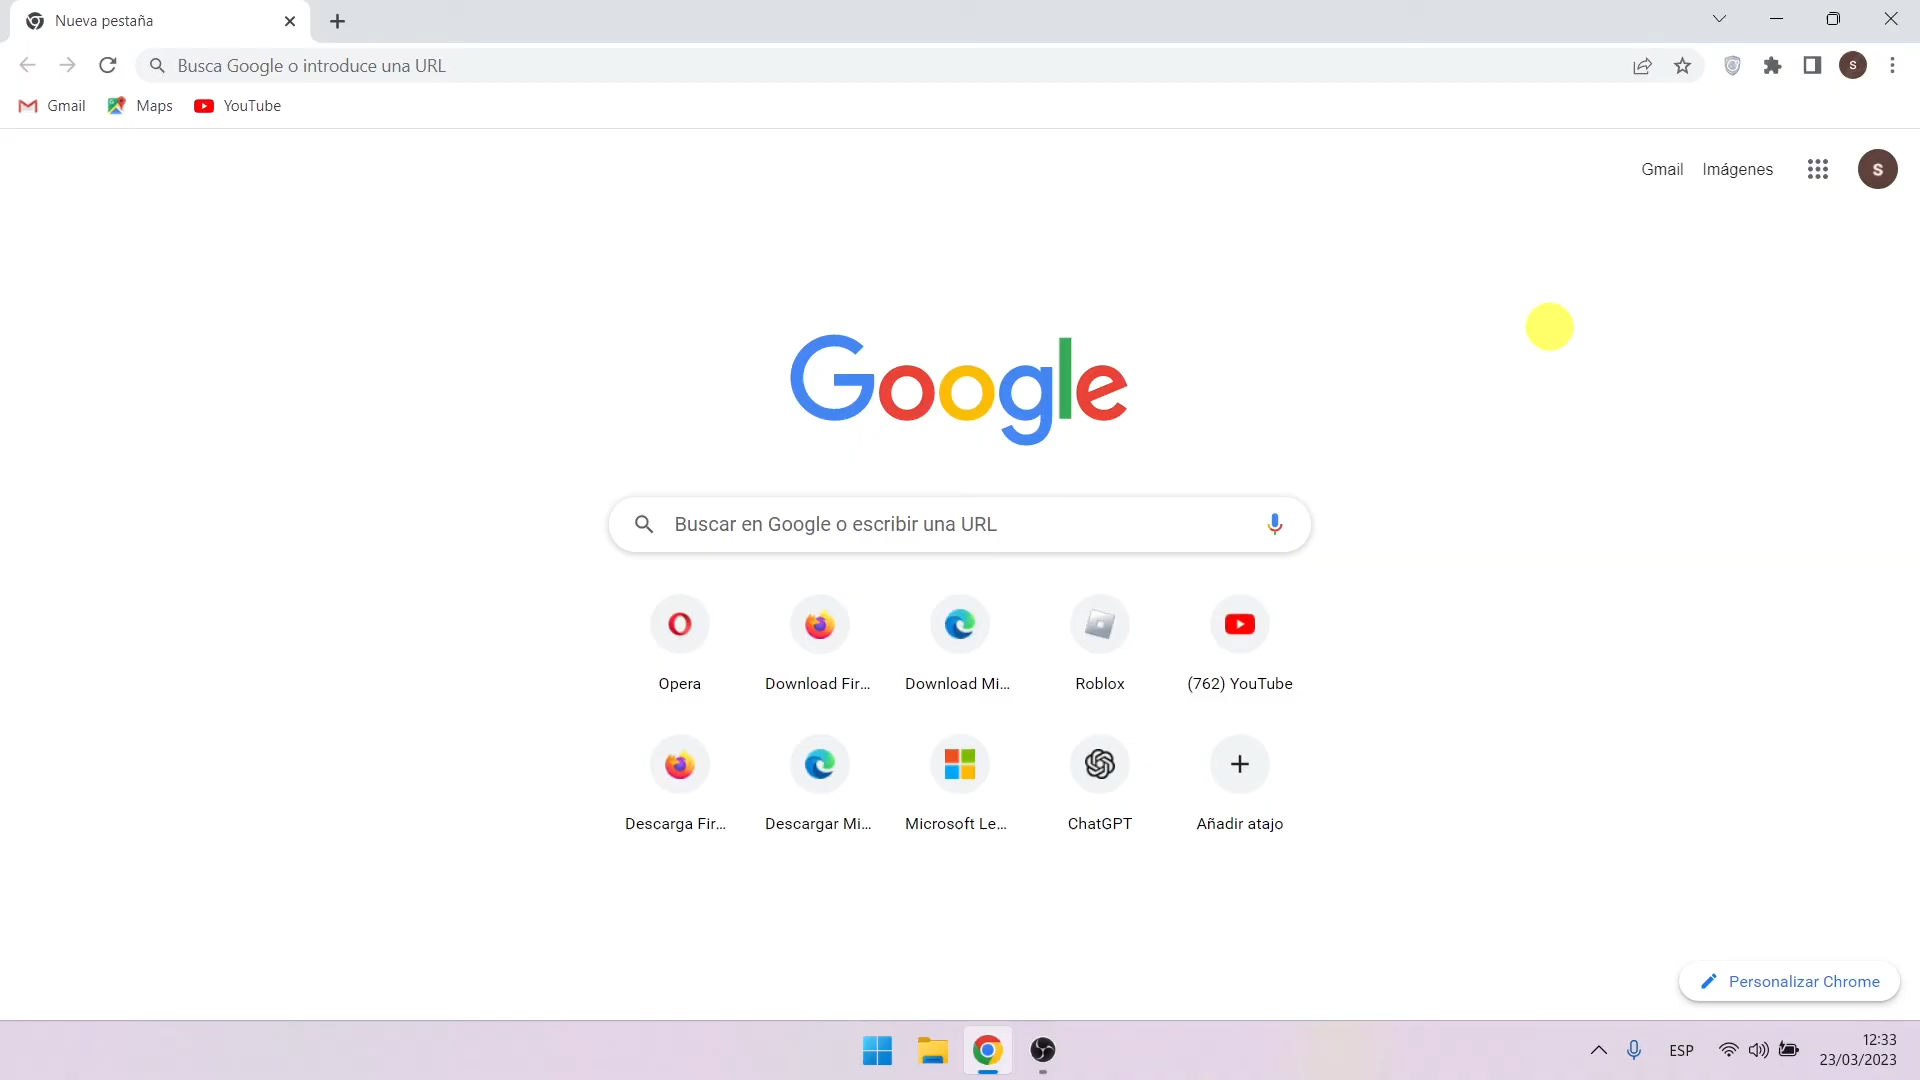 Nueva pestaña
Busca Google o introduce una URL
S
Gmail
Maps
YouTube
Gmail
Imágenes
S
Google
Buscar en Google o escribir una URL
Opera
Download Fir...
Download Mi...
Roblox
(762) YouTube
Descarga Fir...
Descargar Mi...
Microsoft Le...
ChatGPT
Añadir atajo
Personalizar Chrome
ESP
12:33
23/03/2023